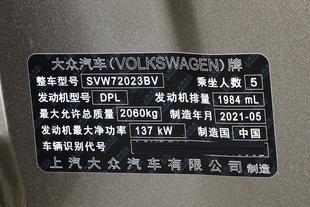 大众汽车(VOLKSWAGEN)牌
整车型号 SVW72023BV 乘坐人数 5
发动机型号 DPL 发动机排量 1984 mL
最大允许总质量 2060kg 制造年月 2021-05
发动机最大净功率 137 kW 制造国 中国
车辆识别代号
上汽大众汽车有限公司 制造